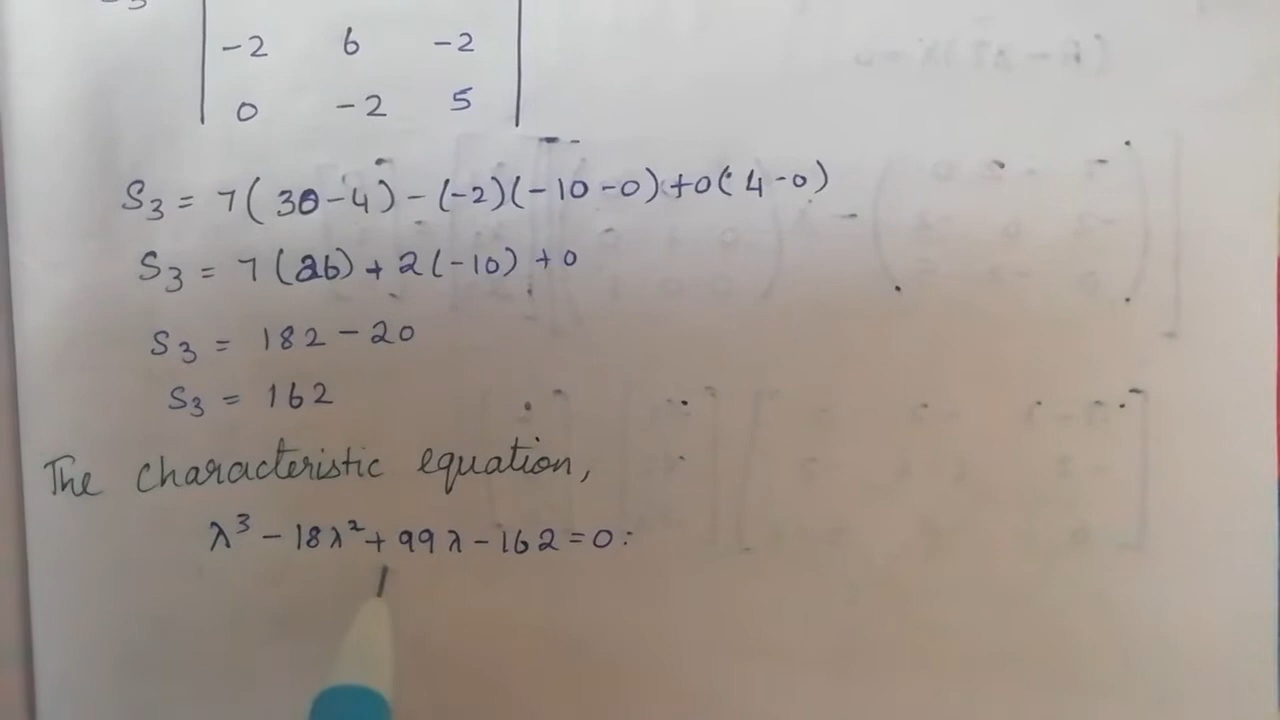 -2 6 -2
0 -2 5
S₃ = 7(30-4)-(-2)(-10-0)+0(4-0)
S₃ = 7(26)+2(-10)+0
S₃ = 182-20
S₃ = 162
The characteristic equation,
λ³-18λ²+99λ-162=0: